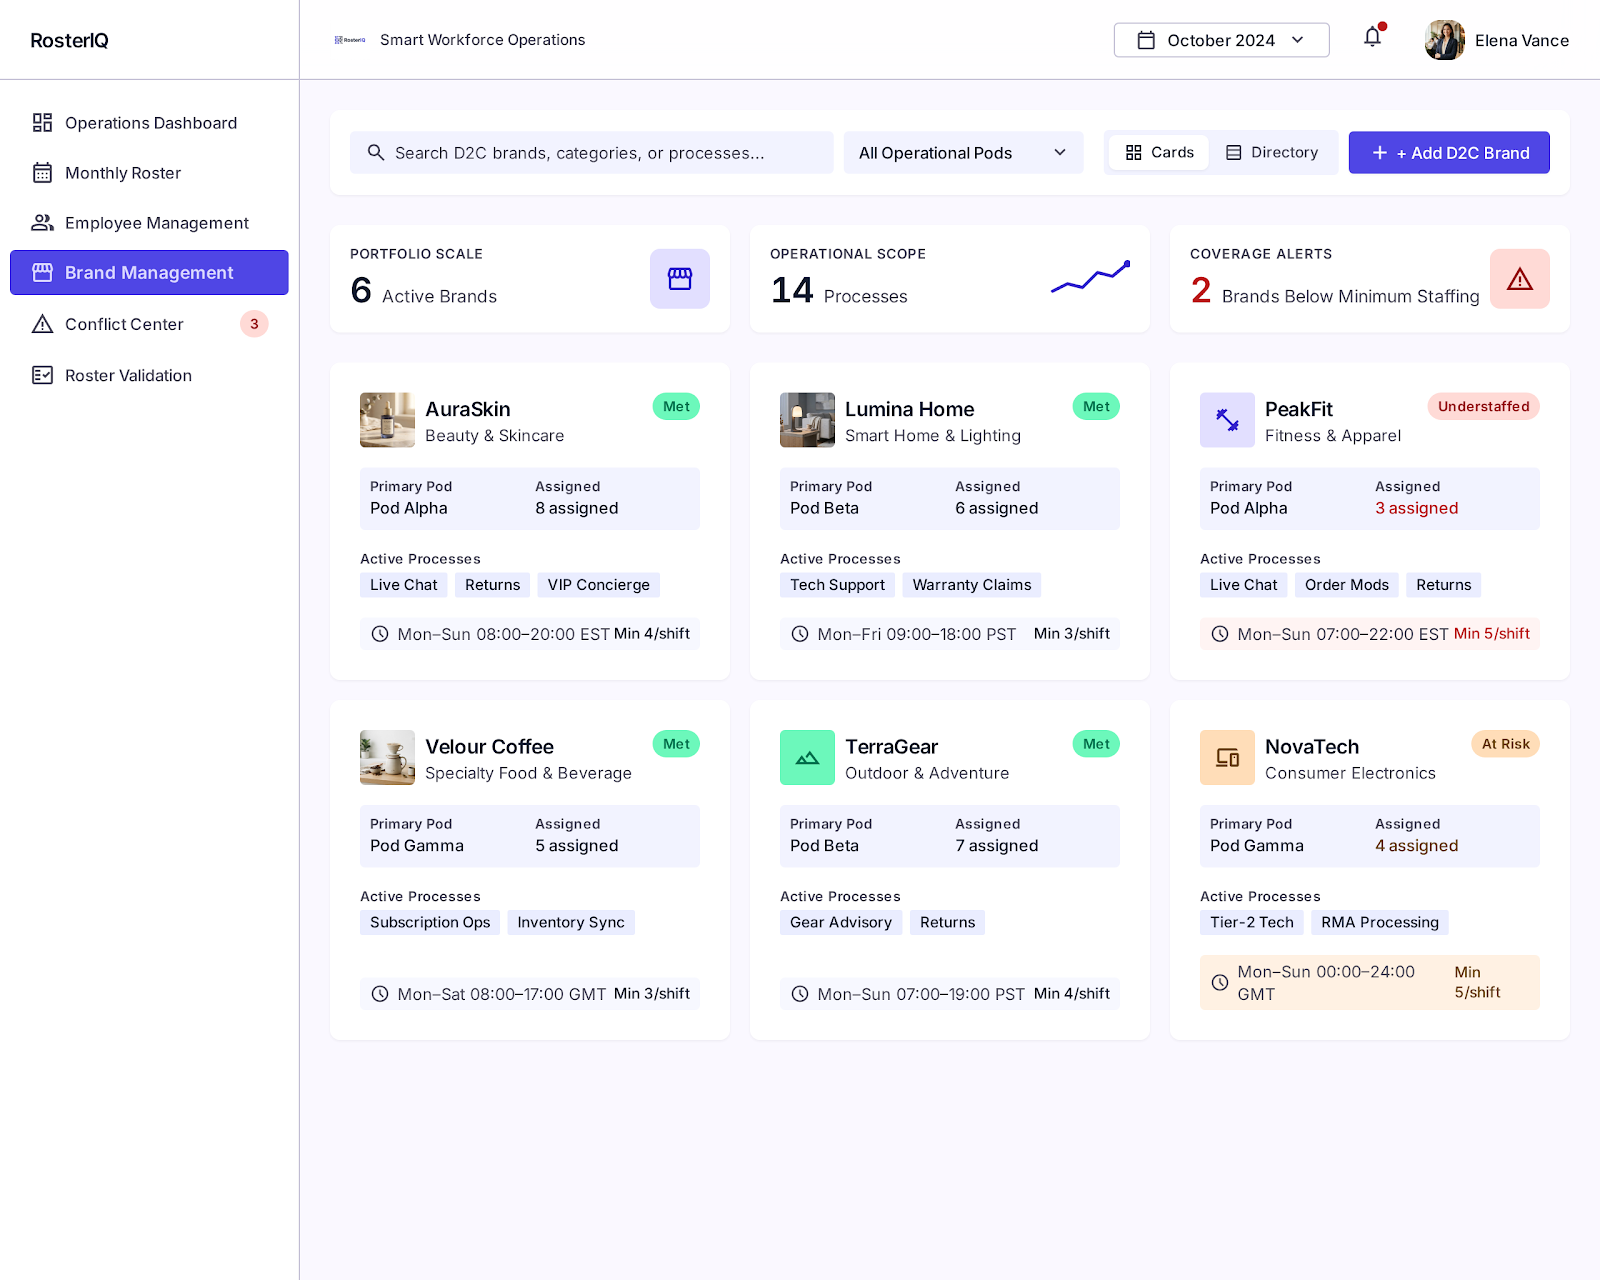 RosterIQ
RosterIQ
Smart Workforce Operations
October 2024
Elena Vance
Operations Dashboard
Monthly Roster
Employee Management
Brand Management
Conflict Center
3
Roster Validation
Search D2C brands, categories, or processes...
All Operational Pods
Cards
Directory
+ Add D2C Brand
PORTFOLIO SCALE
6 Active Brands
OPERATIONAL SCOPE
14 Processes
COVERAGE ALERTS
2 Brands Below Minimum Staffing
AuraSkin
Met
Beauty & Skincare
Primary Pod
Assigned
Pod Alpha
8 assigned
Active Processes
Live Chat
Returns
VIP Concierge
Mon–Sun 08:00–20:00 EST
Min 4/shift
Lumina Home
Met
Smart Home & Lighting
Primary Pod
Assigned
Pod Beta
6 assigned
Active Processes
Tech Support
Warranty Claims
Mon–Fri 09:00–18:00 PST
Min 3/shift
PeakFit
Understaffed
Fitness & Apparel
Primary Pod
Assigned
Pod Alpha
3 assigned
Active Processes
Live Chat
Order Mods
Returns
Mon–Sun 07:00–22:00 EST
Min 5/shift
Velour Coffee
Met
Specialty Food & Beverage
Primary Pod
Assigned
Pod Gamma
5 assigned
Active Processes
Subscription Ops
Inventory Sync
Mon–Sat 08:00–17:00 GMT
Min 3/shift
TerraGear
Met
Outdoor & Adventure
Primary Pod
Assigned
Pod Beta
7 assigned
Active Processes
Gear Advisory
Returns
Mon–Sun 07:00–19:00 PST
Min 4/shift
NovaTech
At Risk
Consumer Electronics
Primary Pod
Assigned
Pod Gamma
4 assigned
Active Processes
Tier-2 Tech
RMA Processing
Mon–Sun 00:00–24:00
GMT
Min
5/shift